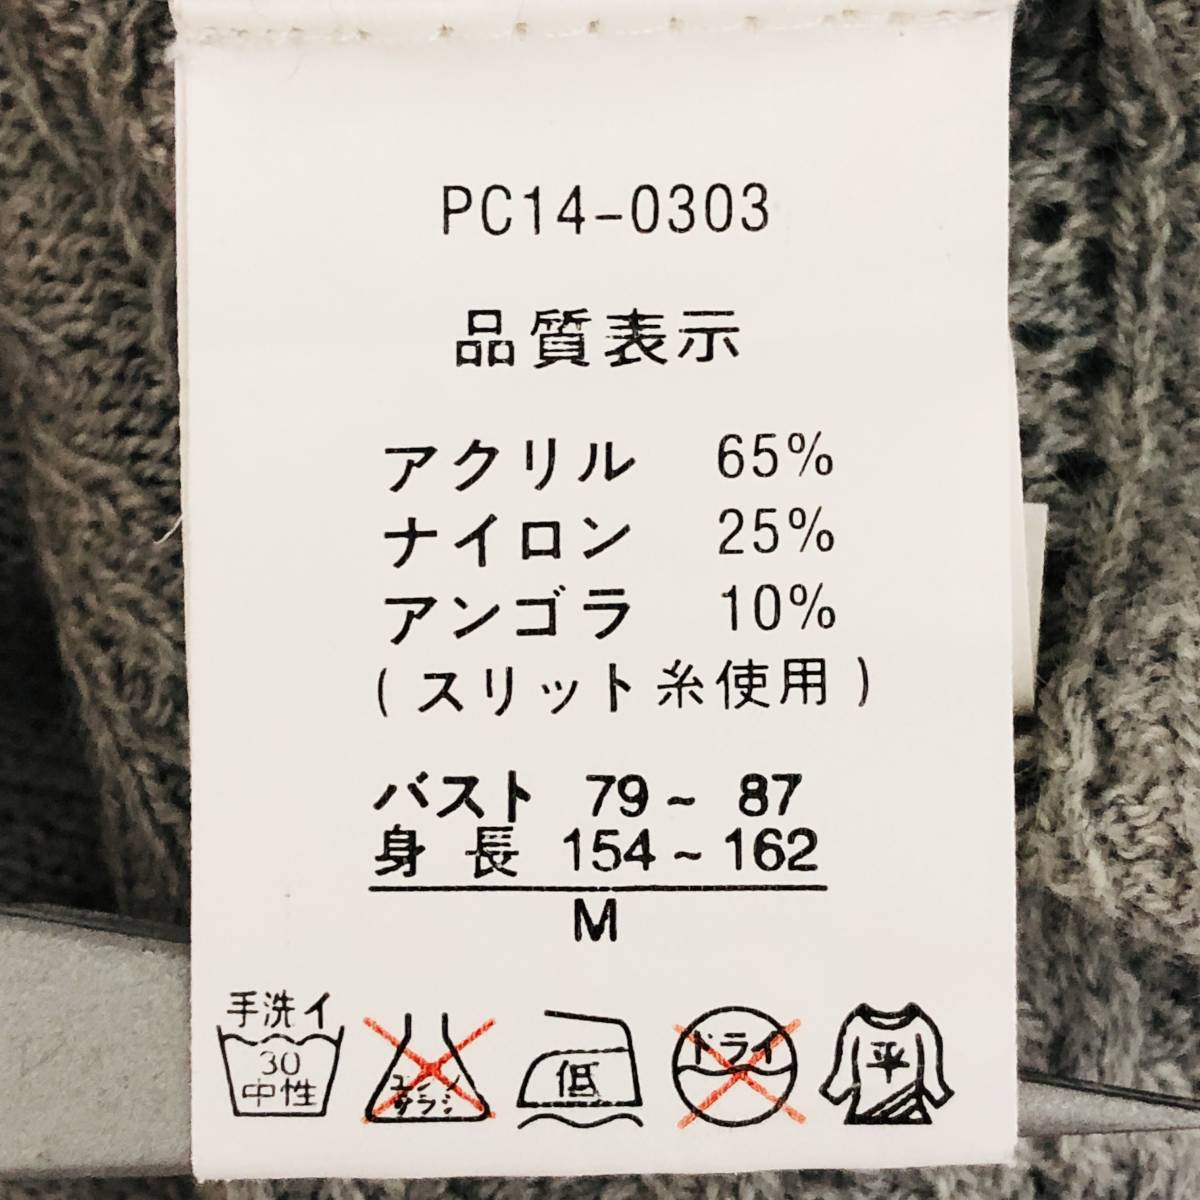 PC14-0303
品質表示
アクリル 65%
ナイロン 25%
アンゴラ 10%
(スリット糸使用)
バスト 79~ 87
身 長 154~162
M
手洗イ
30
中性
エンソ
サラシ
低
ドライ
平